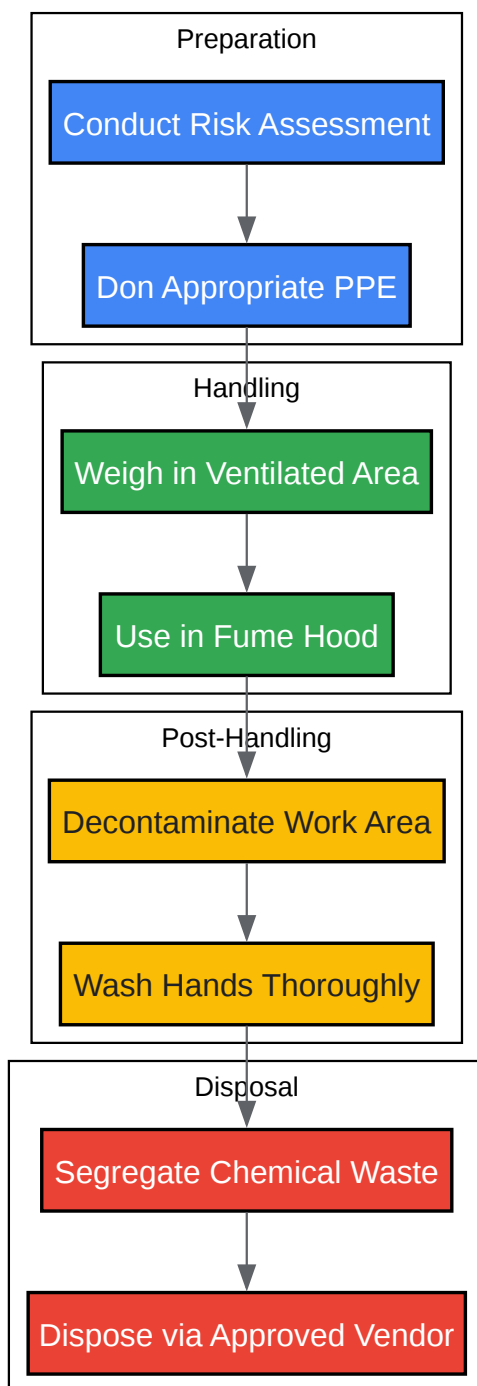 Preparation
Conduct Risk Assessment
Don Appropriate PPE
Handling
Weigh in Ventilated Area
Use in Fume Hood
Post-Handling
Decontaminate Work Area
Wash Hands Thoroughly
Disposal
Segregate Chemical Waste
Dispose via Approved Vendor